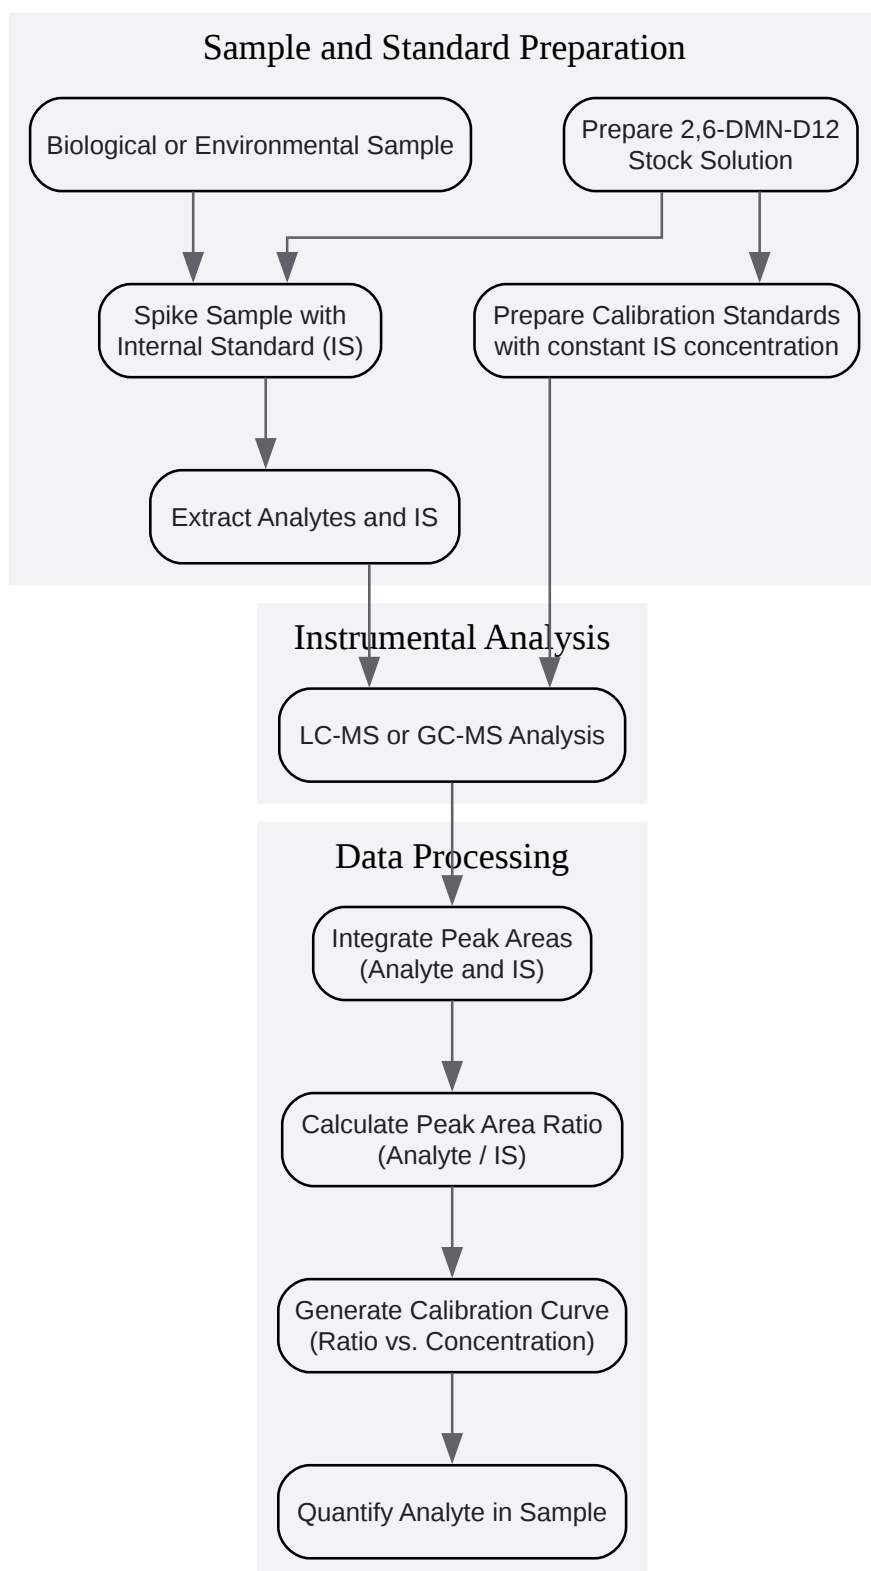 Sample and Standard Preparation
Biological or Environmental Sample
Prepare 2,6-DMN-D12
Stock Solution
Spike Sample with
Internal Standard (IS)
Prepare Calibration Standards
with constant IS concentration
Extract Analytes and IS
Instrumental Analysis
LC-MS or GC-MS Analysis
Data Processing
Integrate Peak Areas
(Analyte and IS)
Calculate Peak Area Ratio
(Analyte / IS)
Generate Calibration Curve
(Ratio vs. Concentration)
Quantify Analyte in Sample